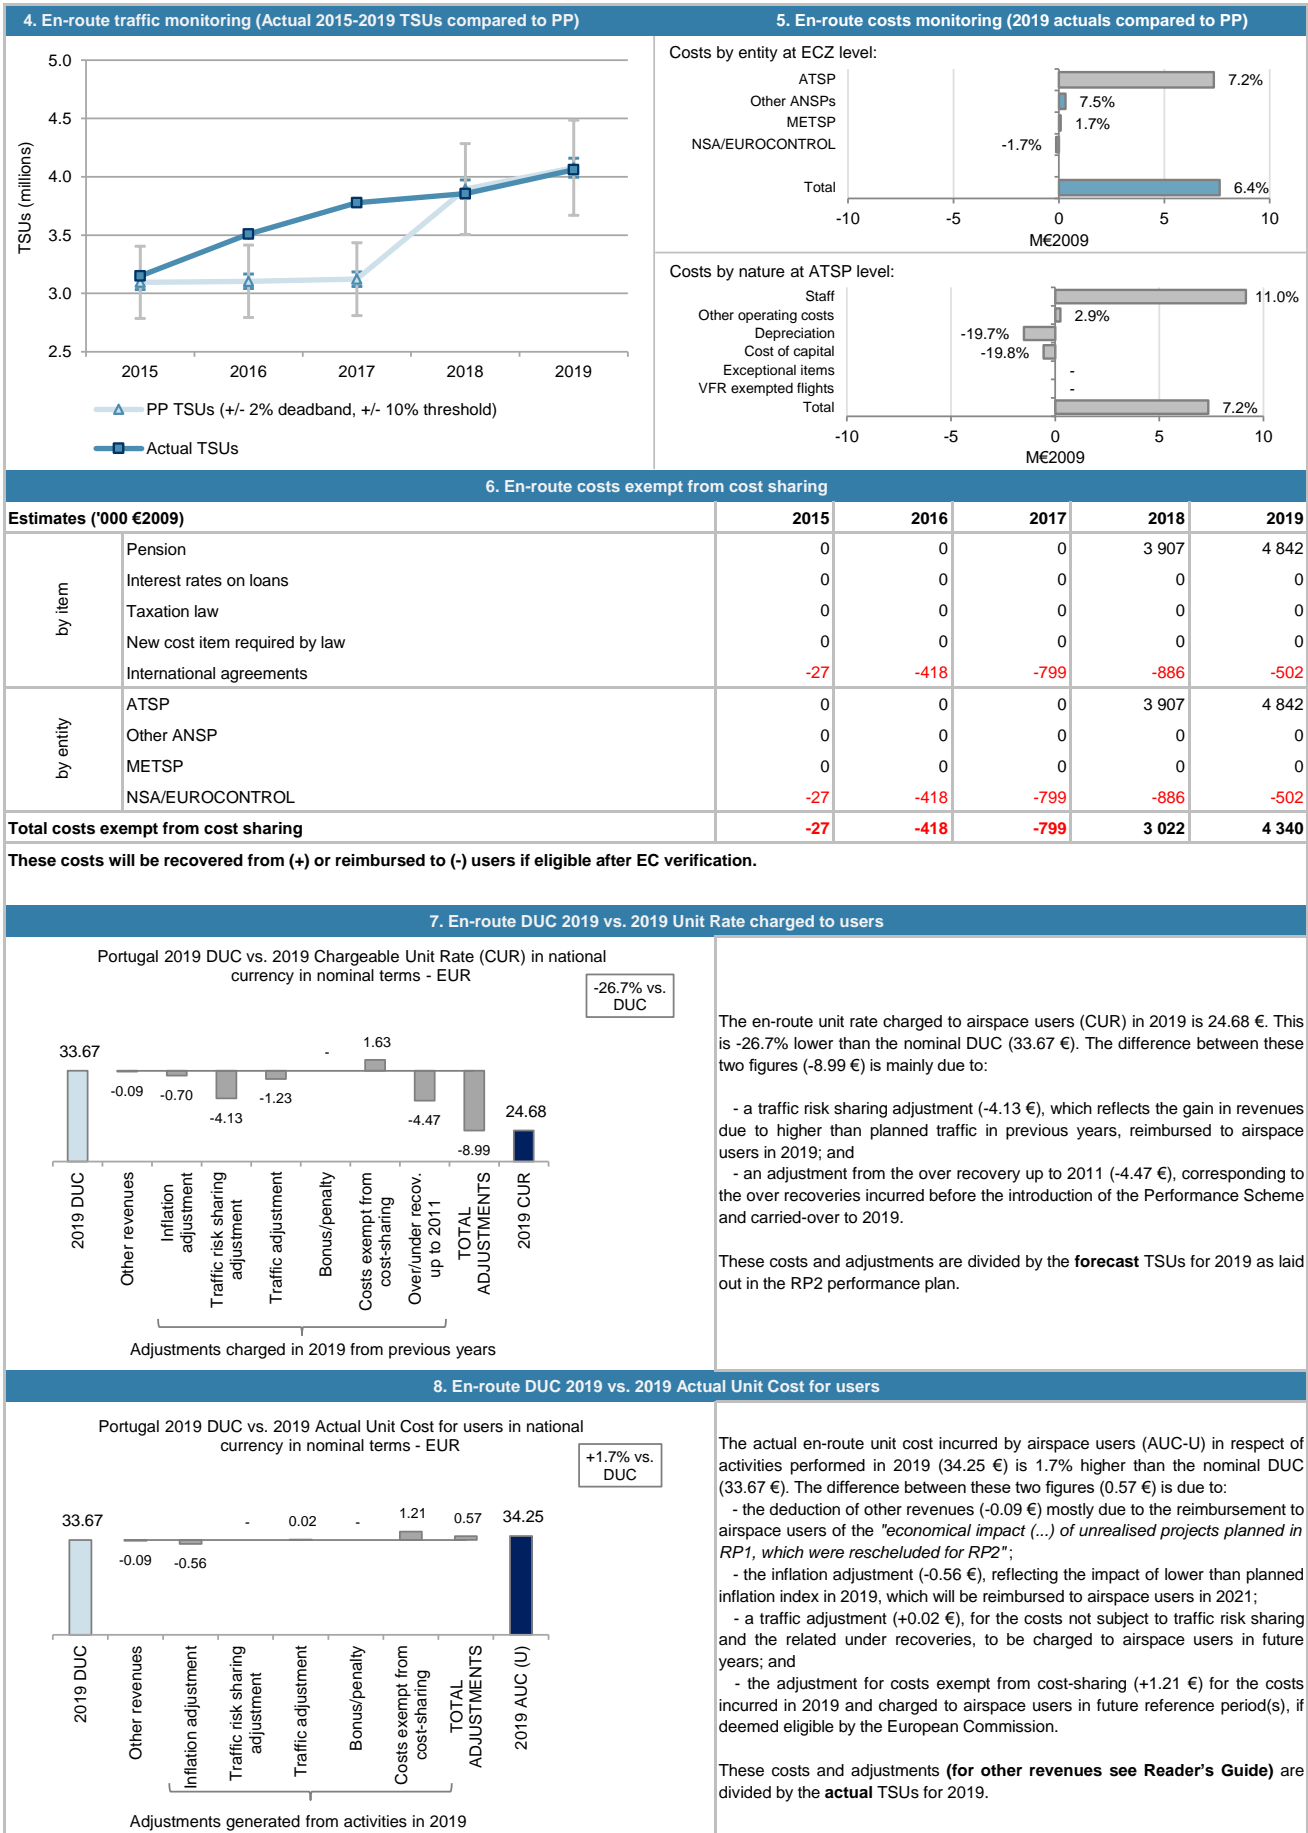 4. En-route traffic monitoring (Actual 2015-2019 TSUs compared to PP)
5.0
4.5
4.0
3.5
3.0
2.5
TSUs (millions)
2015 2016 2017 2018 2019
PP TSUs (+/- 2% deadband, +/- 10% threshold)
Actual TSUs
5. En-route costs monitoring (2019 actuals compared to PP)
Costs by entity at ECZ level:
ATSP 7.2%
Other ANSPs 7.5%
METSP 1.7%
NSA/EUROCONTROL -1.7%
Total 6.4%
-10 -5 0 5 10
M€2009
Costs by nature at ATSP level:
Staff 11.0%
Other operating costs 2.9%
Depreciation -19.7%
Cost of capital -19.8%
Exceptional items -
VFR exempted flights -
Total 7.2%
-10 -5 0 5 10
M€2009
6. En-route costs exempt from cost sharing
Estimates ('000 €2009) 2015 2016 2017 2018 2019
by item
Pension 0 0 0 3 907 4 842
Interest rates on loans 0 0 0 0 0
Taxation law 0 0 0 0 0
New cost item required by law 0 0 0 0 0
International agreements -27 -418 -799 -886 -502
by entity
ATSP 0 0 0 3 907 4 842
Other ANSP 0 0 0 0 0
METSP 0 0 0 0 0
NSA/EUROCONTROL -27 -418 -799 -886 -502
Total costs exempt from cost sharing -27 -418 -799 3 022 4 340
These costs will be recovered from (+) or reimbursed to (-) users if eligible after EC verification.
7. En-route DUC 2019 vs. 2019 Unit Rate charged to users
Portugal 2019 DUC vs. 2019 Chargeable Unit Rate (CUR) in national
currency in nominal terms - EUR
-26.7% vs.
DUC
33.67 -0.09 -0.70 -4.13 -1.23 - 1.63 -4.47 -8.99 24.68
2019 DUC
Other revenues
Inflation
adjustment
Traffic risk sharing
adjustment
Traffic adjustment
Bonus/penalty
Costs exempt from
cost-sharing
Over/under recov.
up to 2011
TOTAL
ADJUSTMENTS
2019 CUR
Adjustments charged in 2019 from previous years
The en-route unit rate charged to airspace users (CUR) in 2019 is 24.68 €. This
is -26.7% lower than the nominal DUC (33.67 €). The difference between these
two figures (-8.99 €) is mainly due to:
- a traffic risk sharing adjustment (-4.13 €), which reflects the gain in revenues
due to higher than planned traffic in previous years, reimbursed to airspace
users in 2019; and
- an adjustment from the over recovery up to 2011 (-4.47 €), corresponding to
the over recoveries incurred before the introduction of the Performance Scheme
and carried-over to 2019.
These costs and adjustments are divided by the forecast TSUs for 2019 as laid
out in the RP2 performance plan.
8. En-route DUC 2019 vs. 2019 Actual Unit Cost for users
Portugal 2019 DUC vs. 2019 Actual Unit Cost for users in national
currency in nominal terms - EUR
+1.7% vs.
DUC
33.67 -0.09 -0.56 - 0.02 - 1.21 0.57 34.25
2019 DUC
Other revenues
Inflation adjustment
Traffic risk sharing
adjustment
Traffic adjustment
Bonus/penalty
Costs exempt from
cost-sharing
TOTAL
ADJUSTMENTS
2019 AUC (U)
Adjustments generated from activities in 2019
The actual en-route unit cost incurred by airspace users (AUC-U) in respect of
activities performed in 2019 (34.25 €) is 1.7% higher than the nominal DUC
(33.67 €). The difference between these two figures (0.57 €) is due to:
- the deduction of other revenues (-0.09 €) mostly due to the reimbursement to
airspace users of the "economical impact (...) of unrealised projects planned in
RP1, which were rescheluded for RP2";
- the inflation adjustment (-0.56 €), reflecting the impact of lower than planned
inflation index in 2019, which will be reimbursed to airspace users in 2021;
- a traffic adjustment (+0.02 €), for the costs not subject to traffic risk sharing
and the related under recoveries, to be charged to airspace users in future
years; and
- the adjustment for costs exempt from cost-sharing (+1.21 €) for the costs
incurred in 2019 and charged to airspace users in future reference period(s), if
deemed eligible by the European Commission.
These costs and adjustments (for other revenues see Reader's Guide) are
divided by the actual TSUs for 2019.